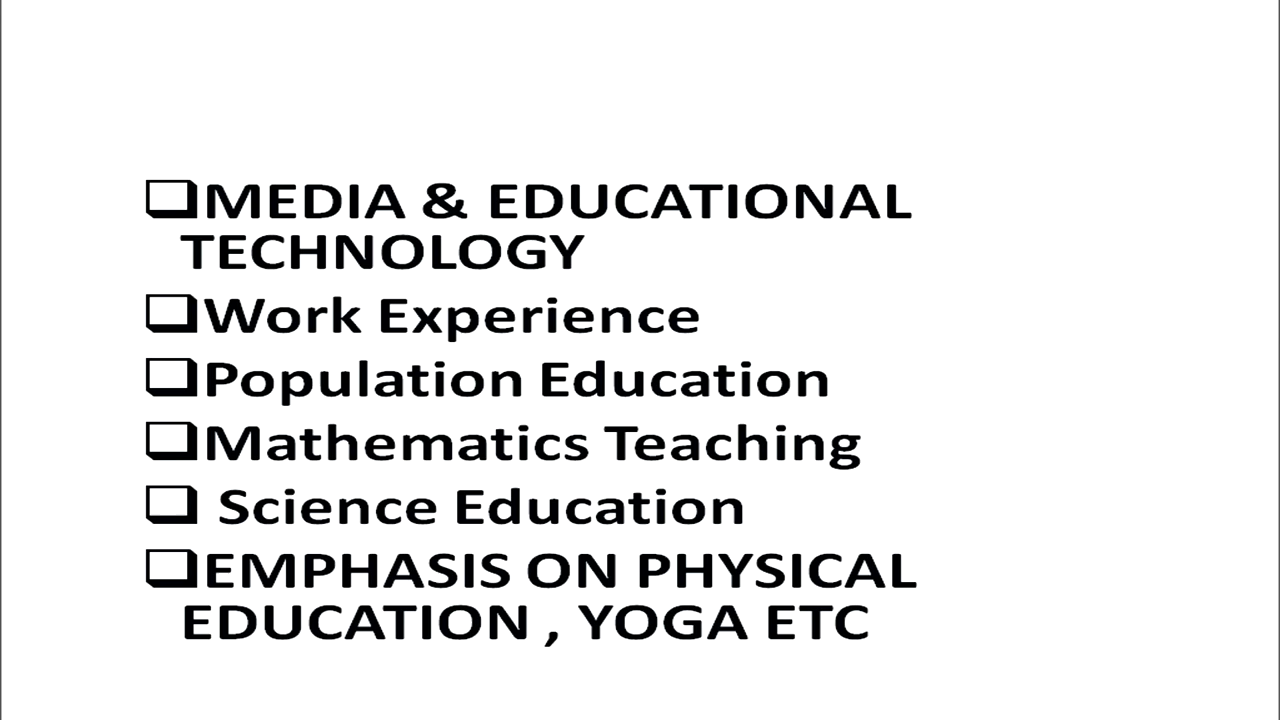 ❑MEDIA & EDUCATIONAL
TECHNOLOGY
❑Work Experience
❑Population Education
❑Mathematics Teaching
❑ Science Education
❑EMPHASIS ON PHYSICAL
EDUCATION , YOGA ETC